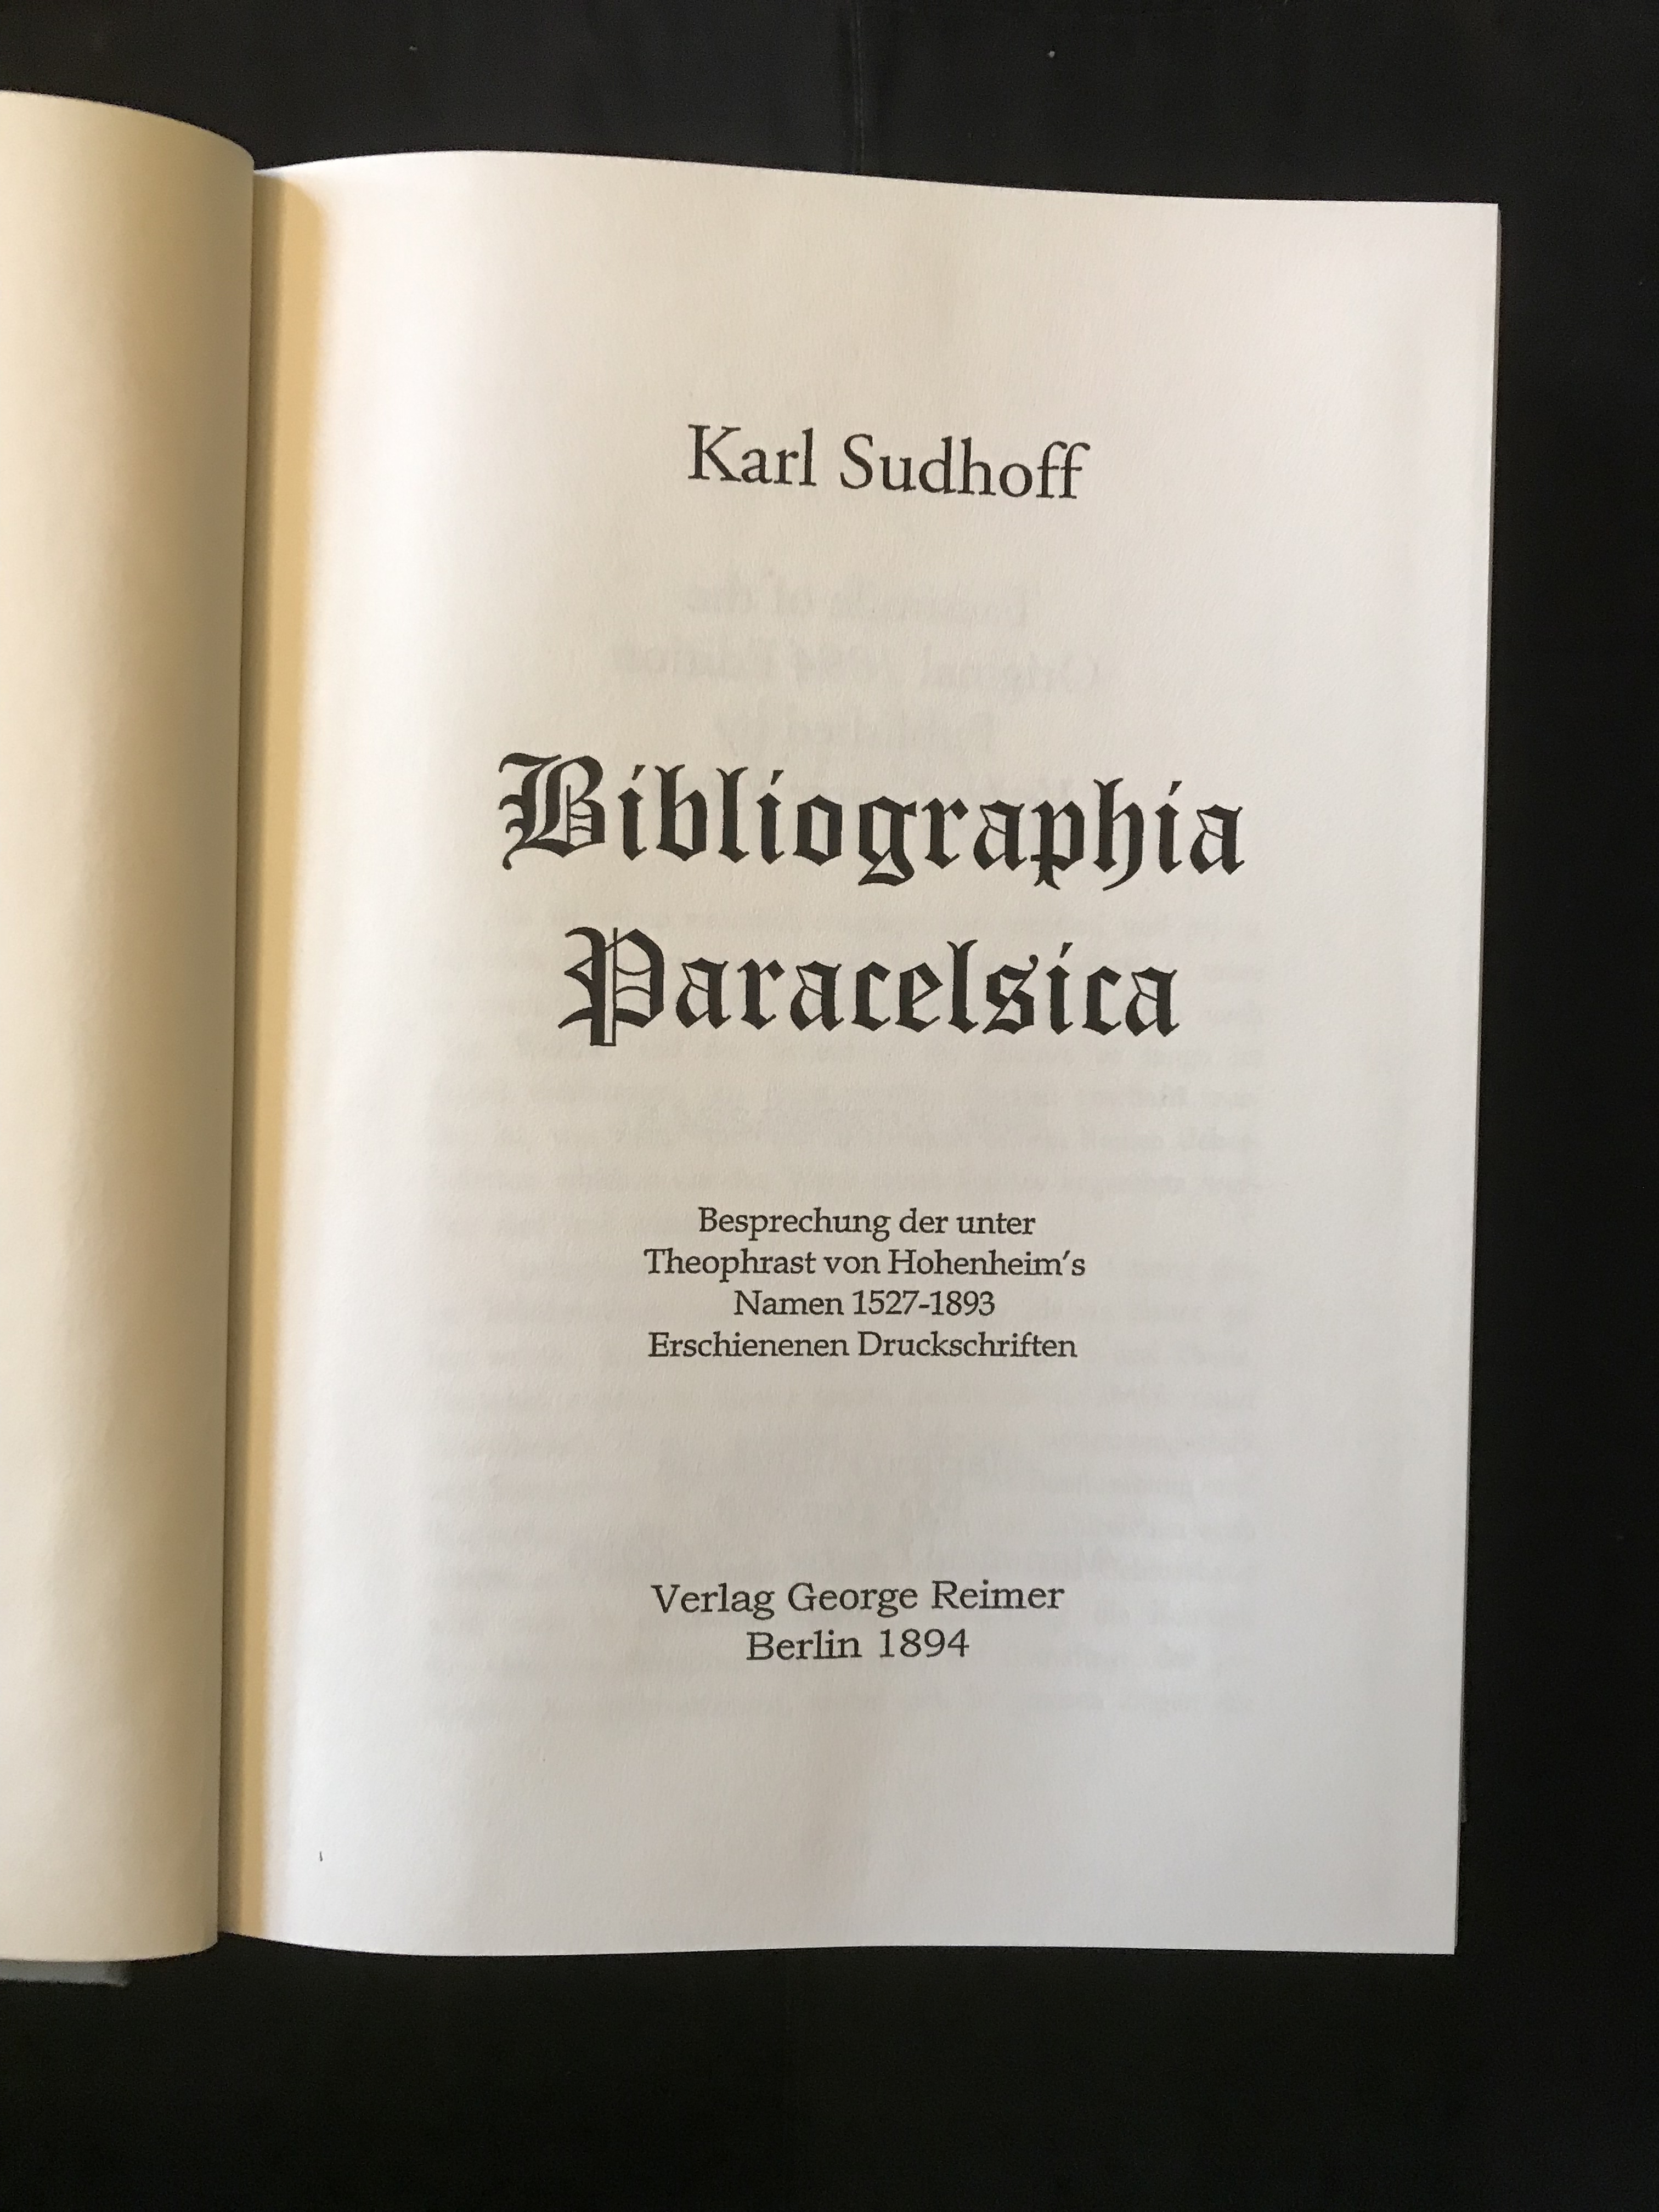 Karl Sudhoff
Bibliographia
Paracelsica
Besprechung der unter
Theophrast von Hohenheim's
Namen 1527-1893
Erschienenen Druckschriften
Verlag George Reimer
Berlin 1894